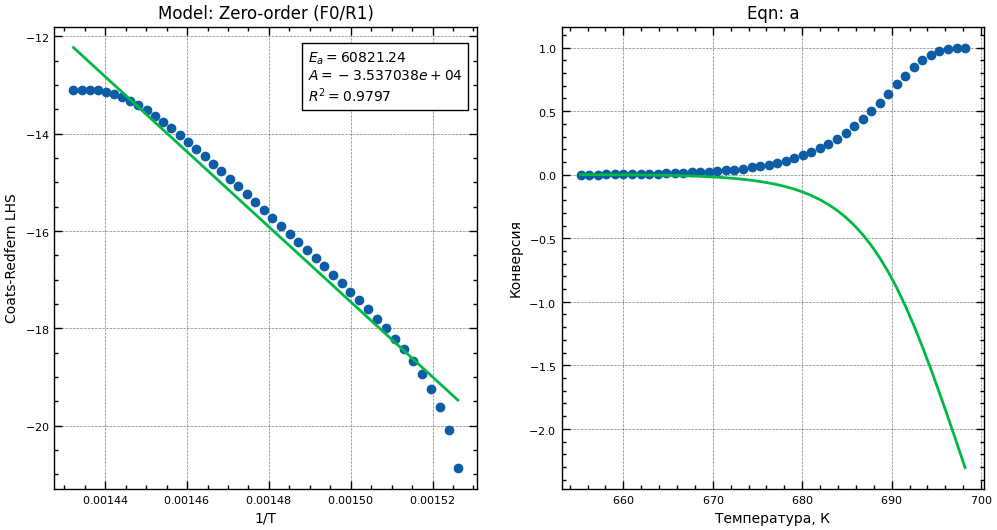 Model: Zero-order (F0/R1)
Eₐ = 60821.24
A = −3.537038e + 04
R² = 0.9797
Coats-Redfern LHS
−12
−14
−16
−18
−20
0.00144
0.00146
0.00148
0.00150
0.00152
1/T
Eqn: a
Конверсия
1.0
0.5
0.0
−0.5
−1.0
−1.5
−2.0
660
670
680
690
700
Температура, К